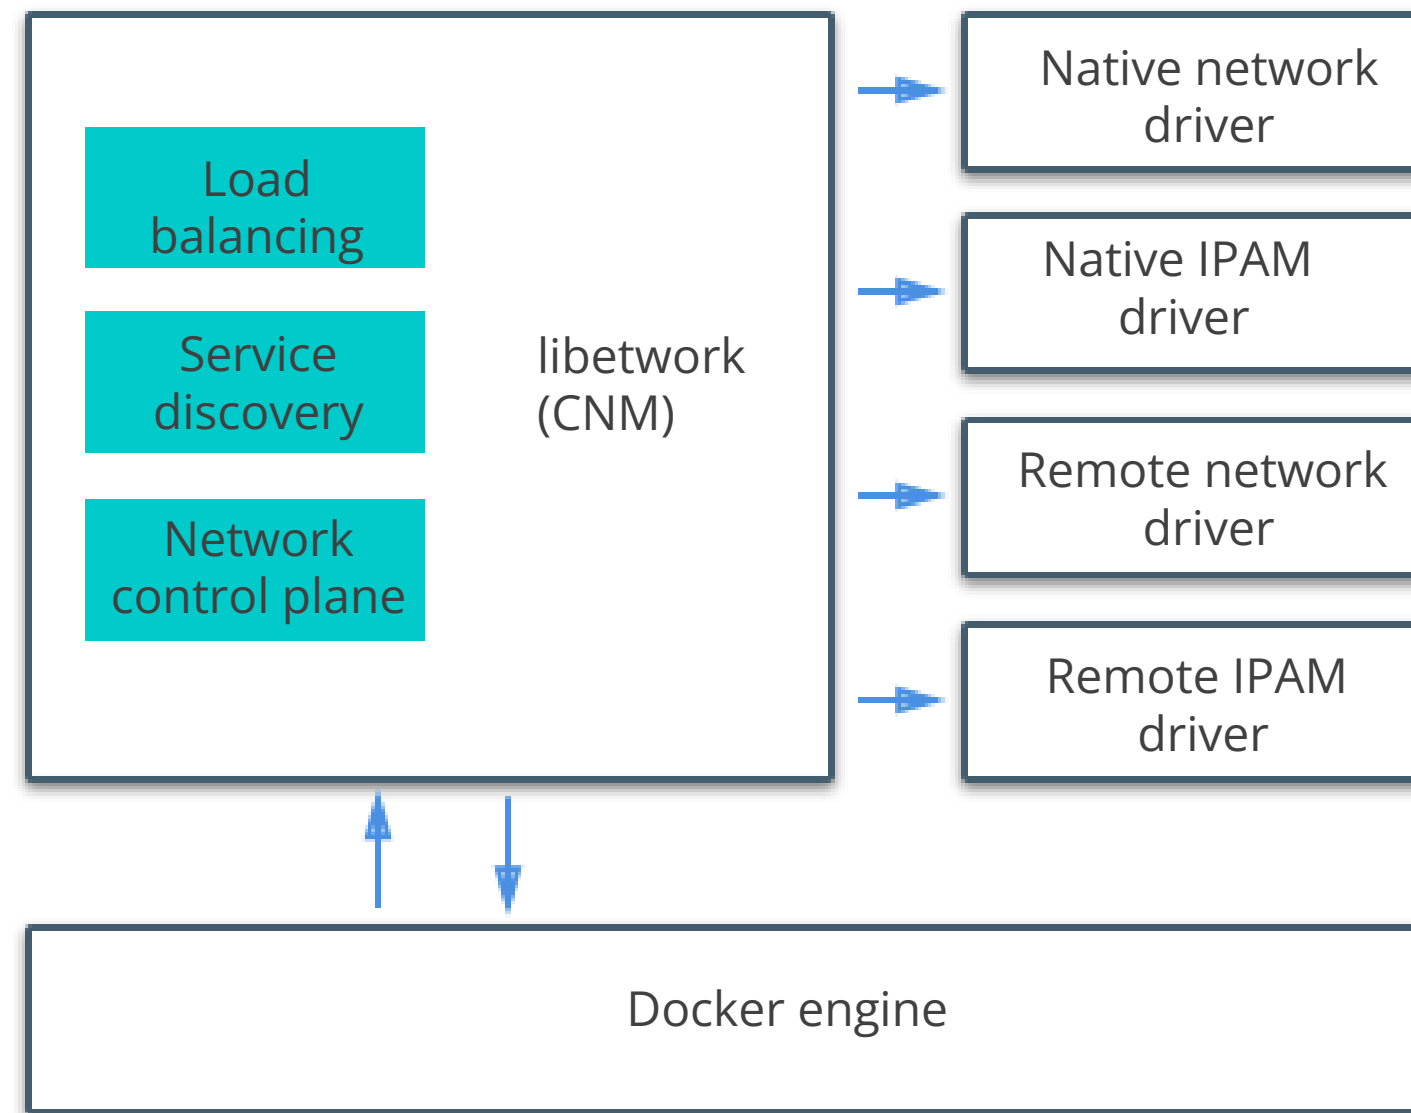 Load
balancing
Service
discovery
Network
control plane
libetwork
(CNM)
Native network
driver
Native IPAM
driver
Remote network
driver
Remote IPAM
driver
Docker engine